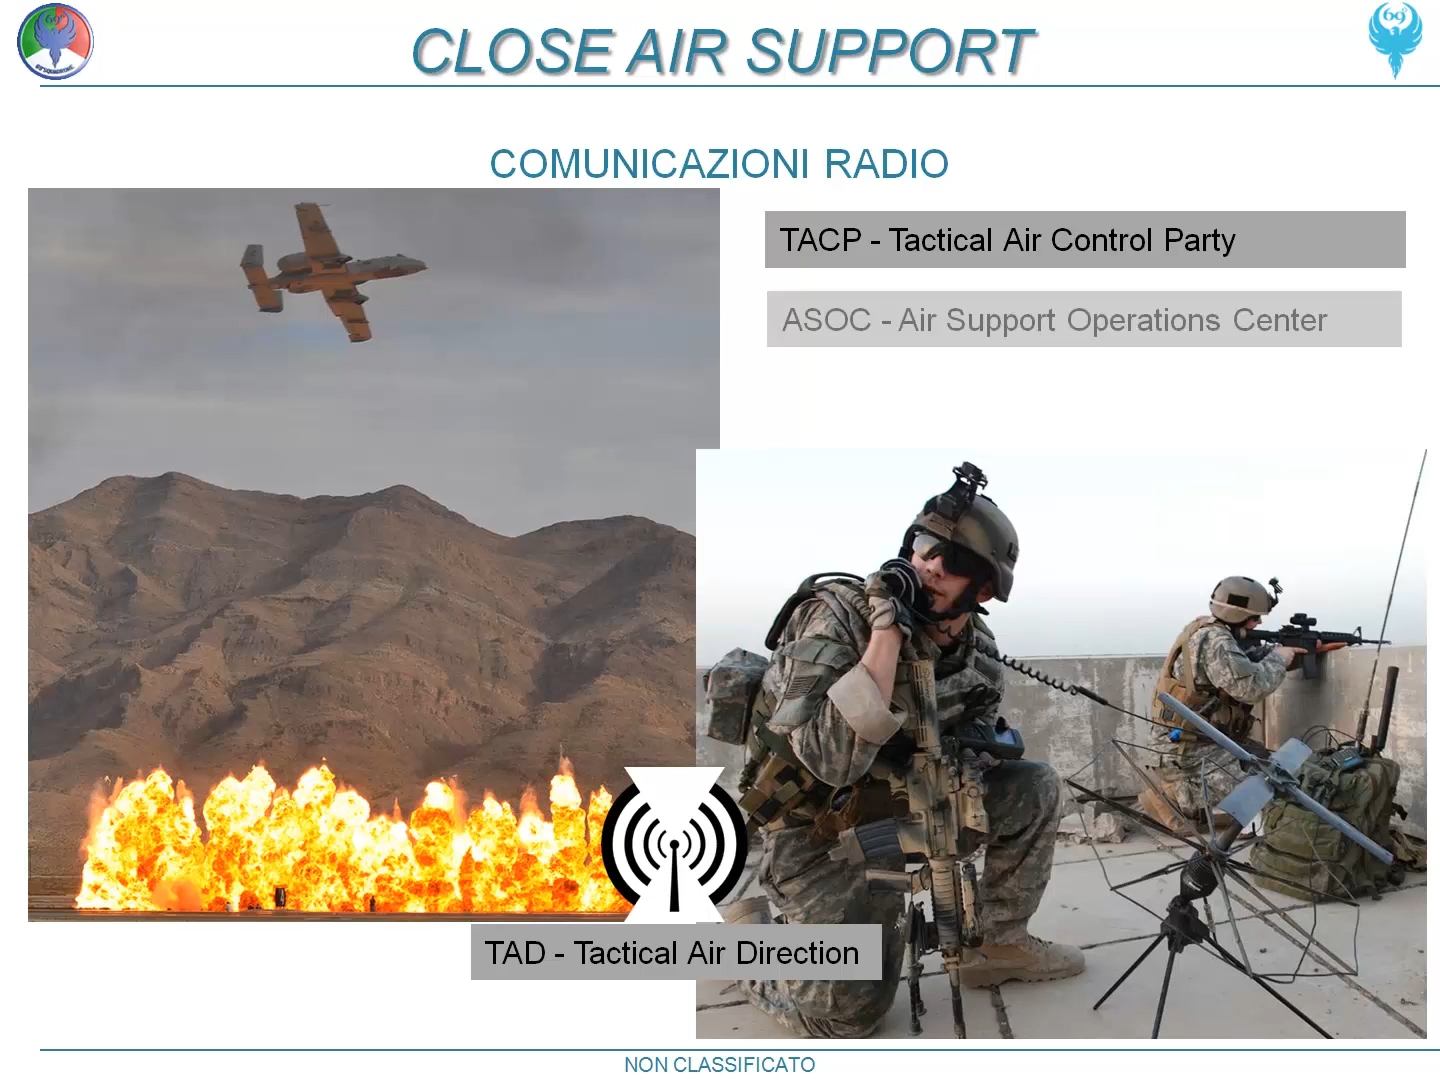 CLOSE AIR SUPPORT
COMUNICAZIONI RADIO
TACP - Tactical Air Control Party
ASOC - Air Support Operations Center
TAD - Tactical Air Direction
NON CLASSIFICATO